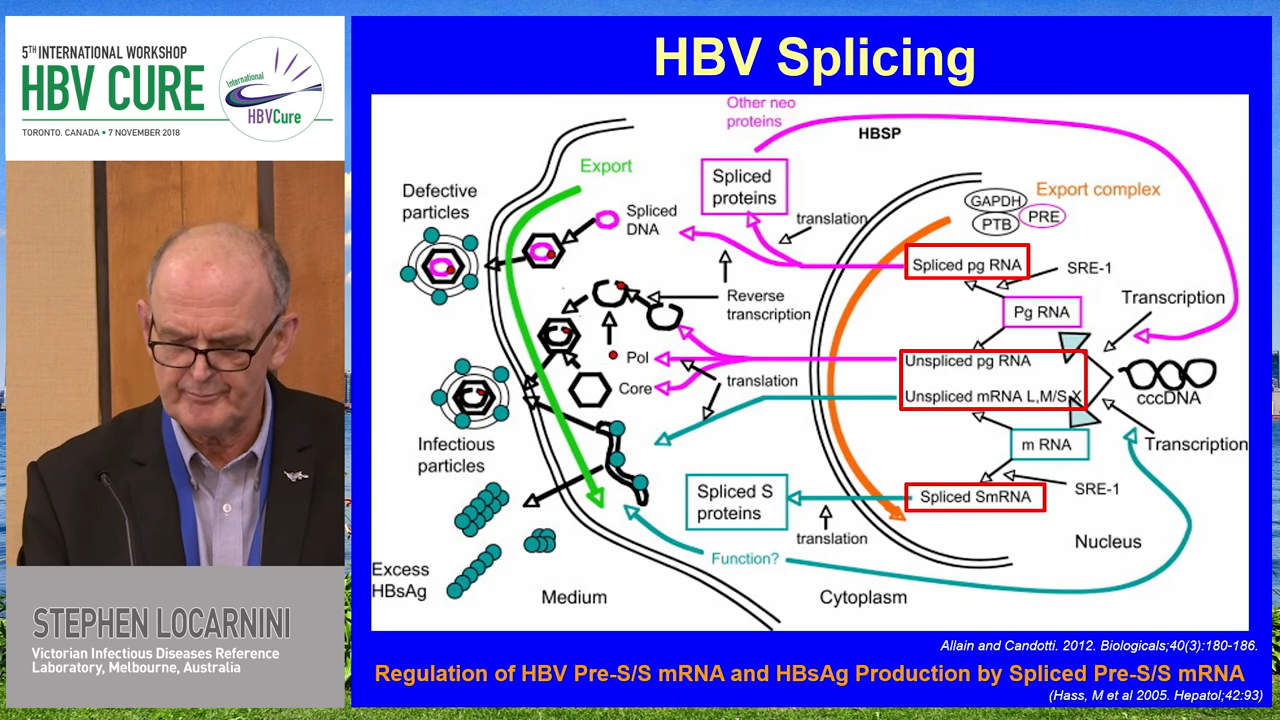 5TH INTERNATIONAL WORKSHOP
HBV CURE
TORONTO. CANADA • 7 NOVEMBER 2018
International
HBVCure
STEPHEN LOCARNINI
Victorian Infectious Diseases Reference
Laboratory, Melbourne, Australia
HBV Splicing
Other neo
proteins
HBSP
Export
Spliced
proteins
Export complex
GAPDH
PTB
PRE
Defective
particles
Spliced
DNA
translation
Spliced pg RNA
SRE-1
Reverse
transcription
Pg RNA
Transcription
Pol
Core
translation
Unspliced pg RNA
Unspliced mRNA L,M/S,X
cccDNA
Infectious
particles
m RNA
Transcription
Spliced S
proteins
Spliced SmRNA
SRE-1
translation
Nucleus
Function?
Excess
HBsAg
Medium
Cytoplasm
Allain and Candotti. 2012. Biologicals;40(3):180-186.
Regulation of HBV Pre-S/S mRNA and HBsAg Production by Spliced Pre-S/S mRNA
(Hass, M et al 2005. Hepatol;42:93)